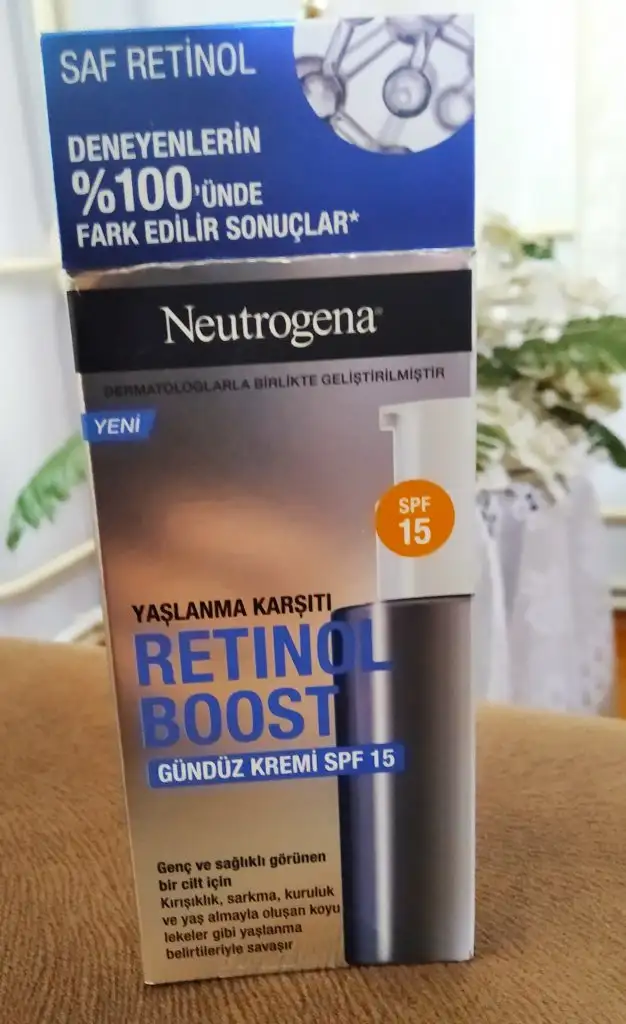 SAF RETİNOL
DENEYENLERİN
%100'ÜNDE
FARK EDİLİR SONUÇLAR*
Neutrogena®
DERMATOLOGLARLA BİRLİKTE GELİŞTİRİLMİŞTİR
YENİ
SPF
15
YAŞLANMA KARŞITI
RETINOL
BOOST
GÜNDÜZ KREMİ SPF 15
Genç ve sağlıklı görünen
bir cilt için
Kırışıklık, sarkma, kuruluk
ve yaş almayla oluşan koyu
lekeler gibi yaşlanma
belirtileriyle savaşır